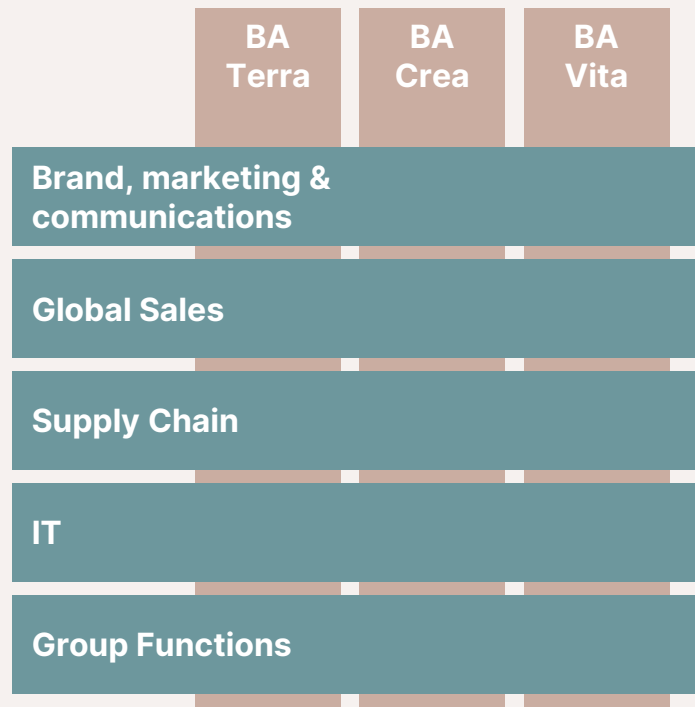 BA
Terra
BA
Crea
BA
Vita
Brand, marketing &
communications
Global Sales
Supply Chain
IT
Group Functions